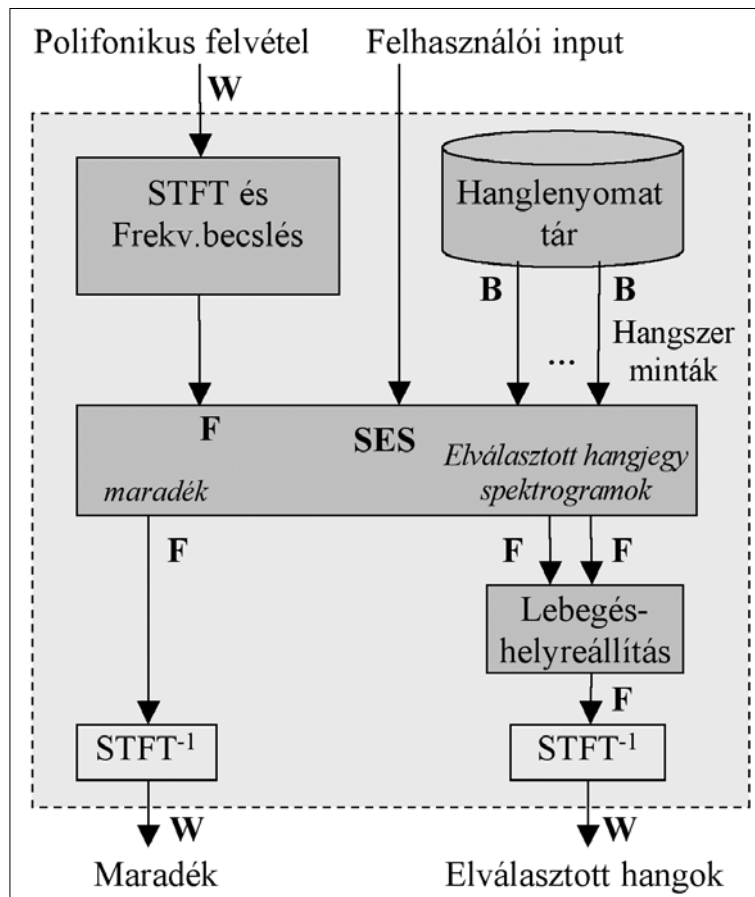 Polifonikus felvétel
Felhasználói input
W
STFT és
Frekv.becslés
Hanglenyomat
tár
B
B
...
Hangszer
minták
F
SES
maradék
Elválasztott hangjegy
spektrogramok
F
F
F
Lebegés-
helyreállítás
F
STFT-1
STFT-1
W
W
Maradék
Elválasztott hangok